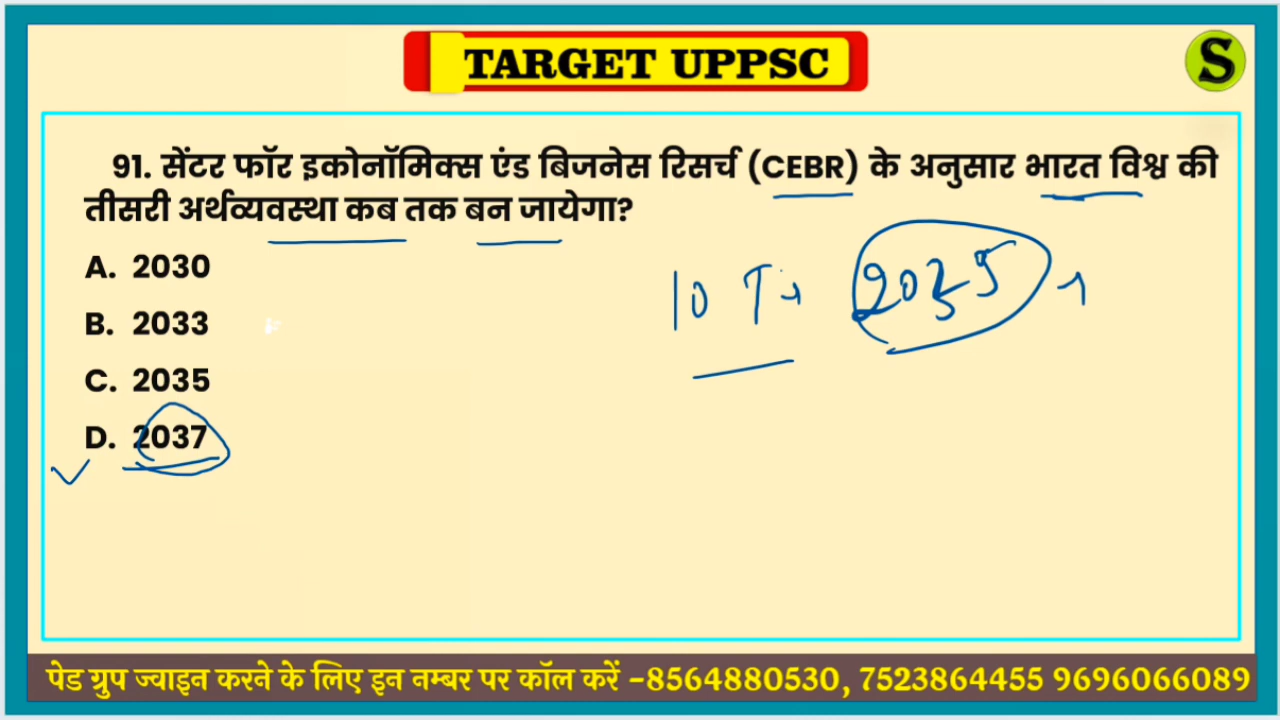 TARGET UPPSC
S
91. सेंटर फॉर इकोनॉमिक्स एंड बिजनेस रिसर्च (CEBR) के अनुसार भारत विश्व की
तीसरी अर्थव्यवस्था कब तक बन जायेगा?
A. 2030
B. 2033
C. 2035
D. 2037
10 2035
पेड ग्रुप ज्वाइन करने के लिए इन नम्बर पर कॉल करें -8564880530, 7523864455 9696066089